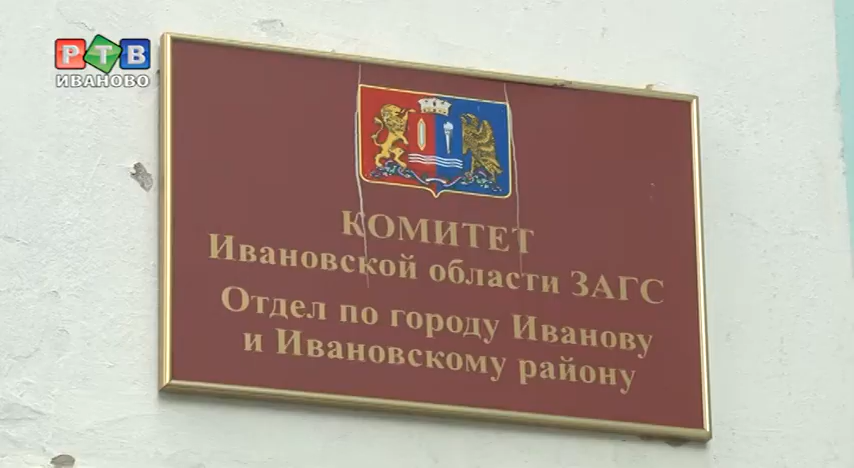 РТВ
ИВАНОВО
КОМИТЕТ
Ивановской области ЗАГС
Отдел по городу Иванову
и Ивановскому району